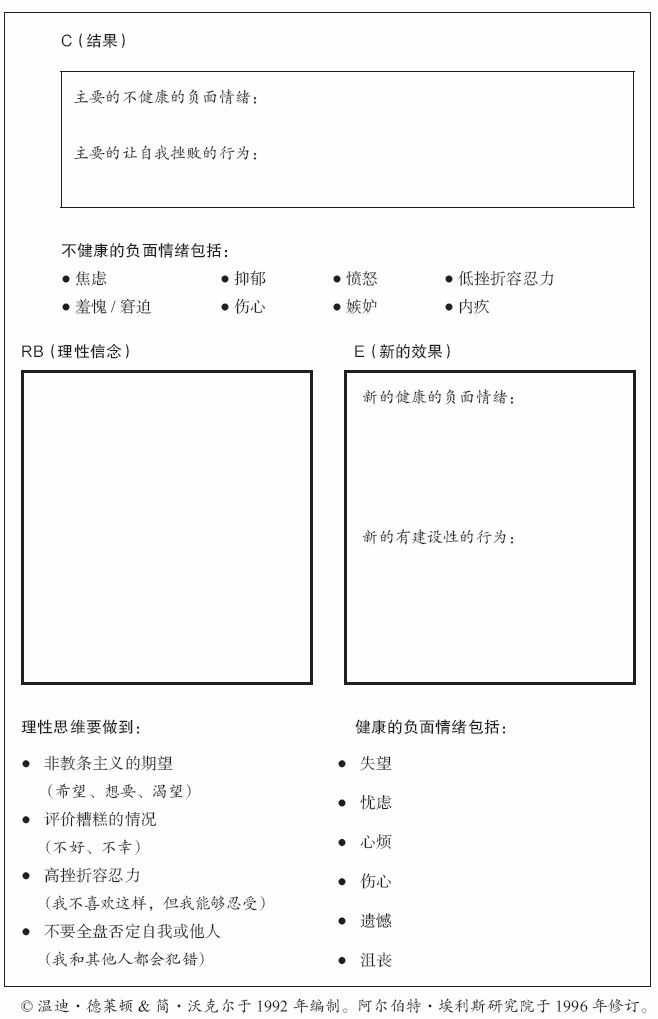 C（结果）
主要的不健康的负面情绪：
主要的让自我挫败的行为：
不健康的负面情绪包括：
● 焦虑 ● 抑郁 ● 愤怒 ● 低挫折容忍力
● 羞愧 / 窘迫 ● 伤心 ● 嫉妒 ● 内疚
RB（理性信念） E（新的效果）
新的健康的负面情绪：
新的有建设性的行为：
理性思维要做到：
● 非教条主义的期望
（希望、想要、渴望）
● 评价糟糕的情况
（不好、不幸）
● 高挫折容忍力
（我不喜欢这样，但我能够忍受）
● 不要全盘否定自我或他人
（我和其他人都会犯错）
健康的负面情绪包括：
● 失望
● 忧虑
● 心烦
● 伤心
● 遗憾
● 沮丧
© 温迪·德莱顿 & 简·沃克尔于 1992 年编制。阿尔伯特·埃利斯研究院于 1996 年修订。